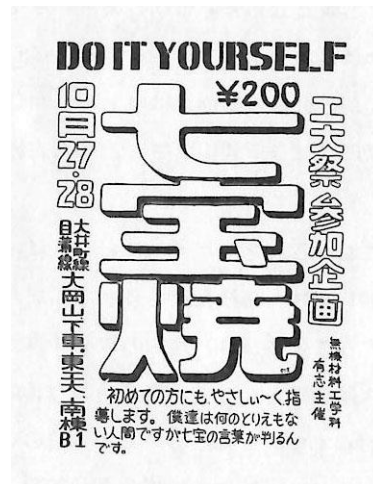 DO IT YOURSELF
¥200
七宝焼
工大祭参加企画
無機材料工学科
有志主催
10月27・28
大井町線
目蒲線
大岡山下車、東工大、南棟B1
初めての方にも、やさしぃ〜く指
導します。僕達は何のとりえもな
い人間ですが七宝の言葉が判るん
です。